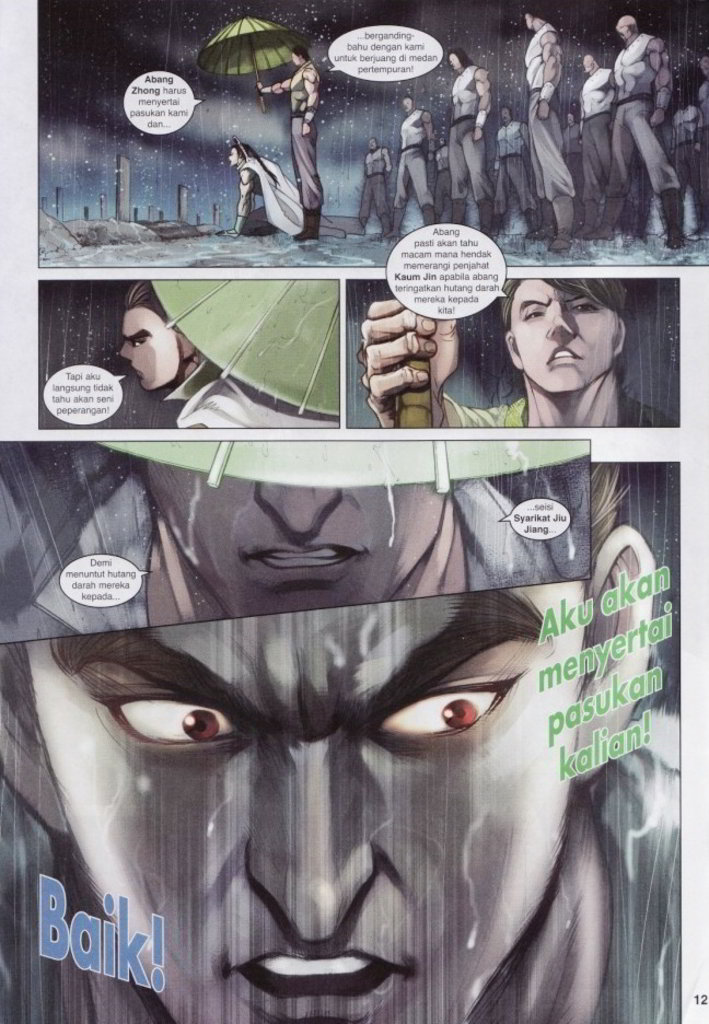 Abang
Zhong harus
menyertai
pasukan kami
dan...
...berganding-
bahu dengan kami
untuk berjuang di medan
pertempuran!
Tapi aku
langsung tidak
tahu akan seni
peperangan!
Abang
pasti akan tahu
macam mana hendak
memerangi penjahat
Kaum Jin apabila abang
teringatkan hutang darah
mereka kepada
kita!
Demi
menuntut hutang
darah mereka
kepada...
...seisi
Syarikat Jiu
Jiang...
Baik!
Aku akan
menyertai
pasukan
kalian!
12